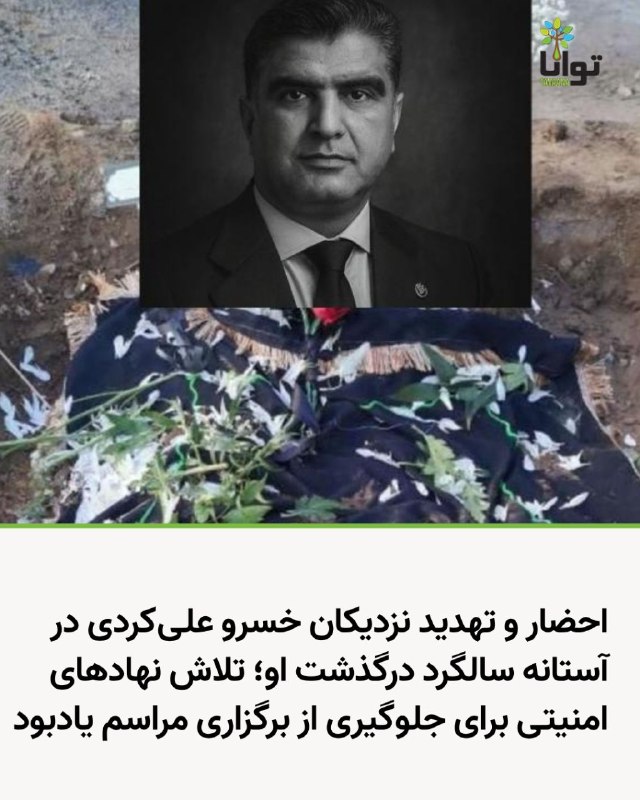 توانا
احضار و تهدید نزدیکان خسرو علی‌کردی در
آستانه سالگرد درگذشت او؛ تلاش نهادهای
امنیتی برای جلوگیری از برگزاری مراسم یادبود